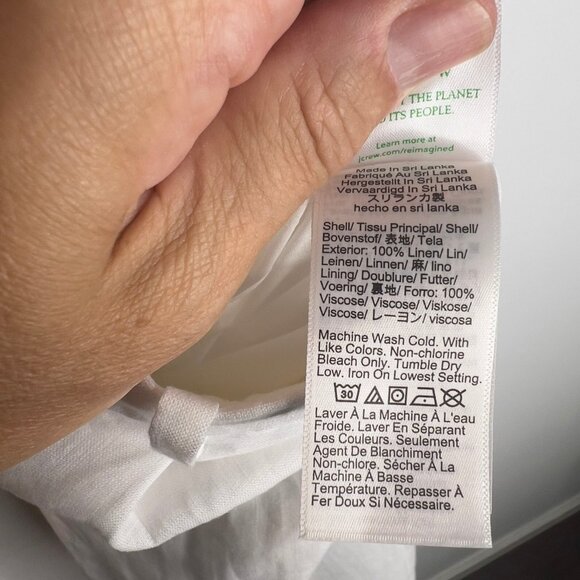 THE PLANET
ITS PEOPLE.
Learn more at
jcrew.com/reimagined
Made In Sri Lanka
Fabriqué Au Sri Lanka
Hergestellt In Sri Lanka
Vervaardigd In Sri Lanka
スリランカ製
hecho en sri lanka
Shell/ Tissu Principal/ Shell/
Bovenstof/ 表地/ Tela
Exterior: 100% Linen/ Lin/
Leinen/ Linnen/ 麻/ lino
Lining/ Doublure/ Futter/
Voering/ 裏地/ Forro: 100%
Viscose/ Viscose/ Viskose/
Viscose/ レーヨン/ viscosa
Machine Wash Cold. With
Like Colors. Non-chlorine
Bleach Only. Tumble Dry
Low. Iron On Lowest Setting.
30
Laver À La Machine À L'eau
Froide. Laver En Séparant
Les Couleurs. Seulement
Agent De Blanchiment
Non-chlore. Sécher À La
Machine À Basse
Température. Repasser À
Fer Doux Si Nécessaire.